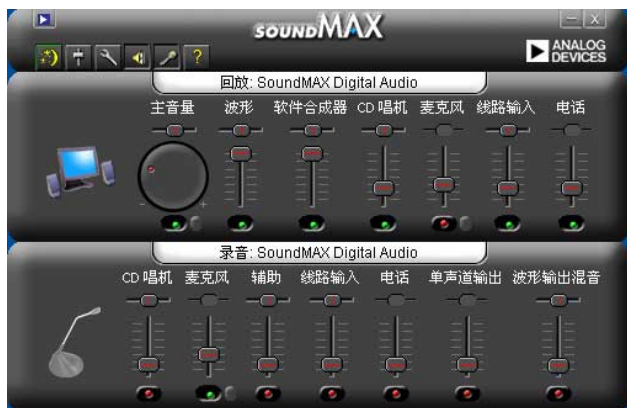 SOUNDMAX
— X
?
ANALOG
DEVICES
回放: SoundMAX Digital Audio
主音量 波形 软件合成器 CD 唱机 麦克风 线路输入 电话
- +
录音: SoundMAX Digital Audio
CD 唱机 麦克风 辅助 线路输入 电话 单声道输出 波形输出混音